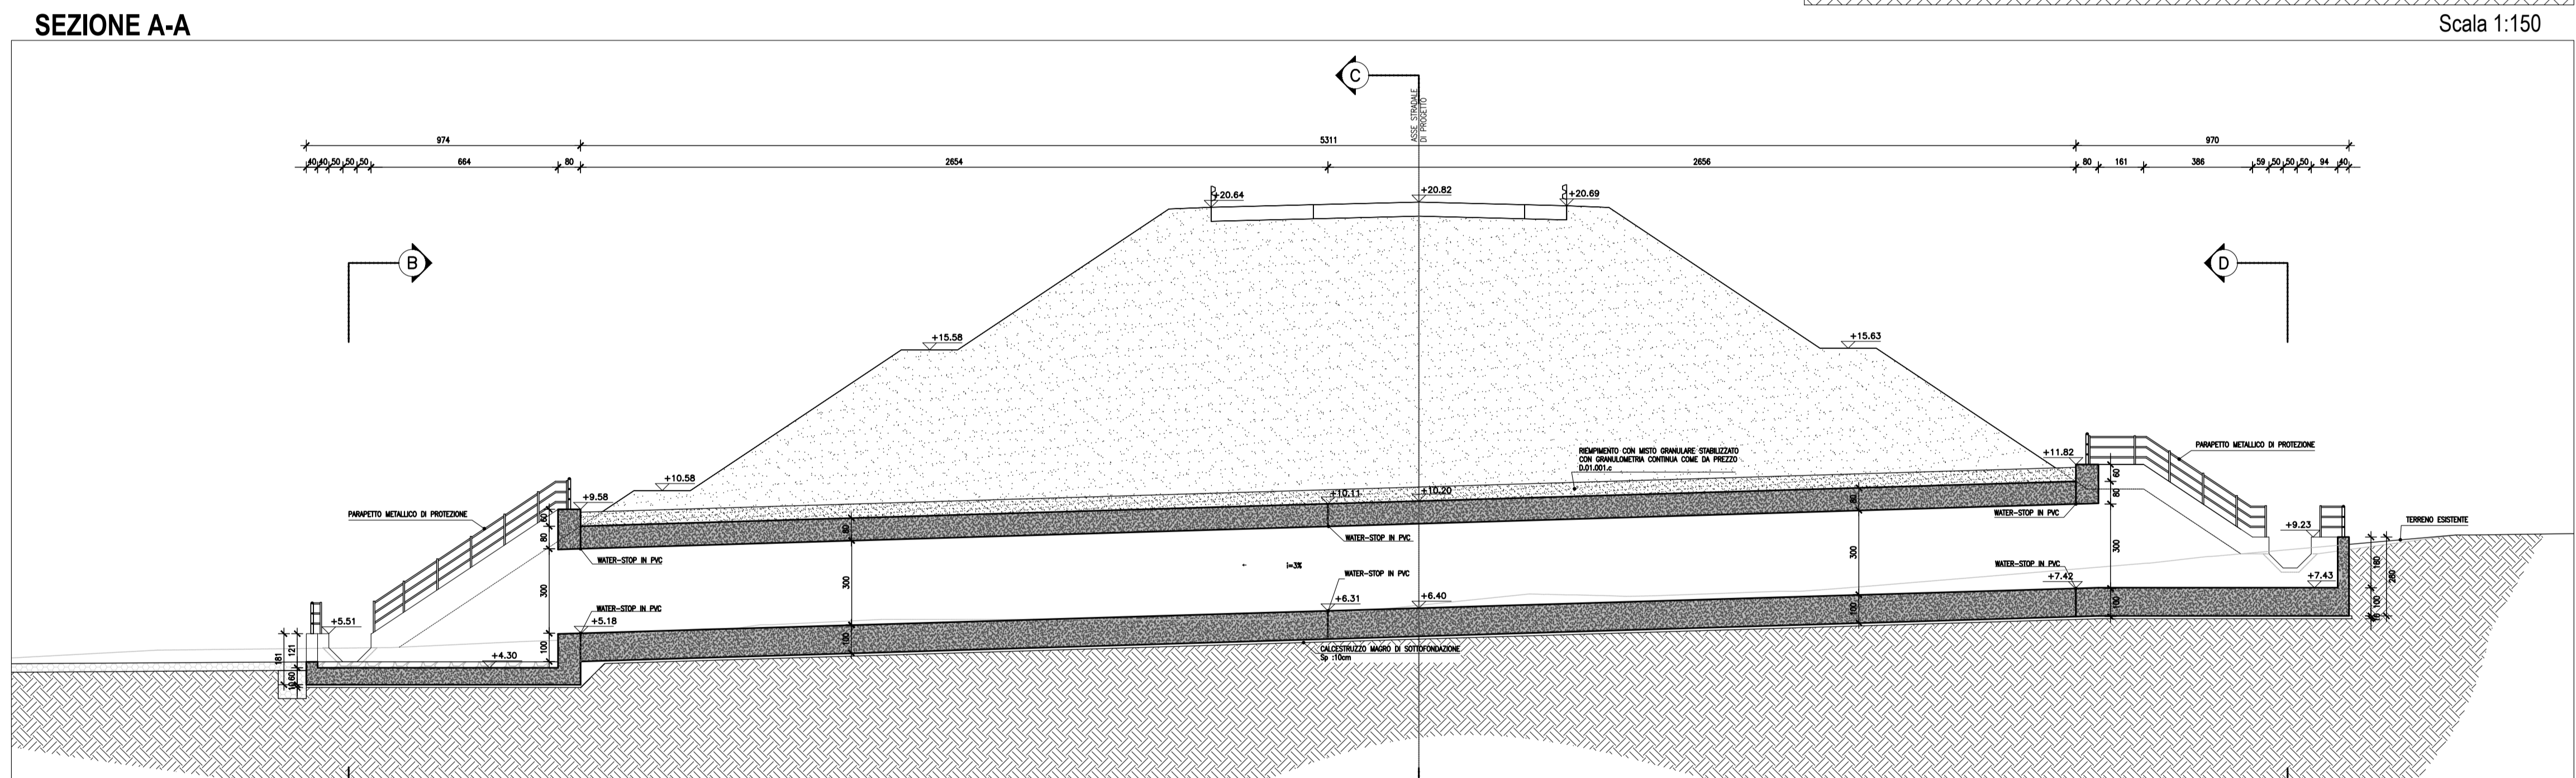 SEZIONE A-A
Scala 1:150
C
ASSE STRADALE
DI PROGETTO
974
5311
970
40 40 50 50 50 664 80 2654 2656 80 161 386 59 50 50 50 94 40
+20.64
+20.82
+20.69
B
D
+15.58
+15.63
RIEMPIMENTO CON MISTO GRANULARE STABILIZZATO
CON GRANULOMETRIA CONTINUA COME DA PREZZO
D.01.001.c
PARAPETTO METALLICO DI PROTEZIONE
+11.82
60
80
+10.58
+9.58
+10.11
+10.20
80
80
WATER-STOP IN PVC
PARAPETTO METALLICO DI PROTEZIONE
60
80
TERRENO ESISTENTE
+9.23
WATER-STOP IN PVC
WATER-STOP IN PVC
300
300
300
300
i=3%
WATER-STOP IN PVC
WATER-STOP IN PVC
+7.42
+7.43
160
280
100
10
100
100
WATER-STOP IN PVC
+6.31
+6.40
+5.18
+5.51
100
100
181
121
60
10
+4.30
CALCESTRUZZO MAGRO DI SOTTOFONDAZIONE
Sp :10cm